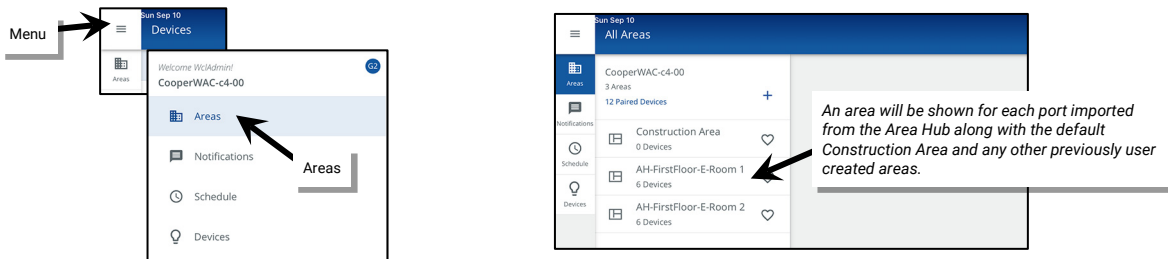 Menu
Sun Sep 10
Devices
Areas
Welcome WclAdmin!
CooperWAC-c4-00
G2
Areas
Notifications
Schedule
Devices
Areas
Sun Sep 10
All Areas
Areas
Notifications
Schedule
Devices
CooperWAC-c4-00
3 Areas
12 Paired Devices
+
Construction Area
0 Devices
AH-FirstFloor-E-Room 1
6 Devices
AH-FirstFloor-E-Room 2
6 Devices
An area will be shown for each port imported
from the Area Hub along with the default
Construction Area and any other previously user
created areas.